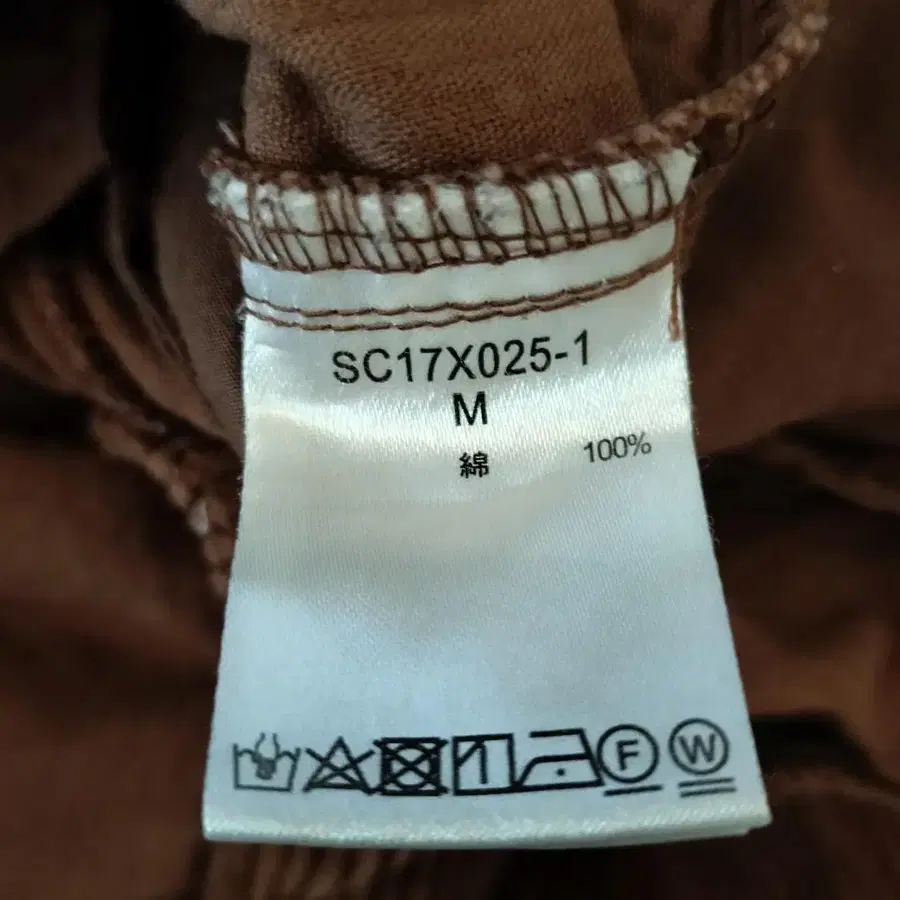 SC17X025-1
M
綿 100%
F W